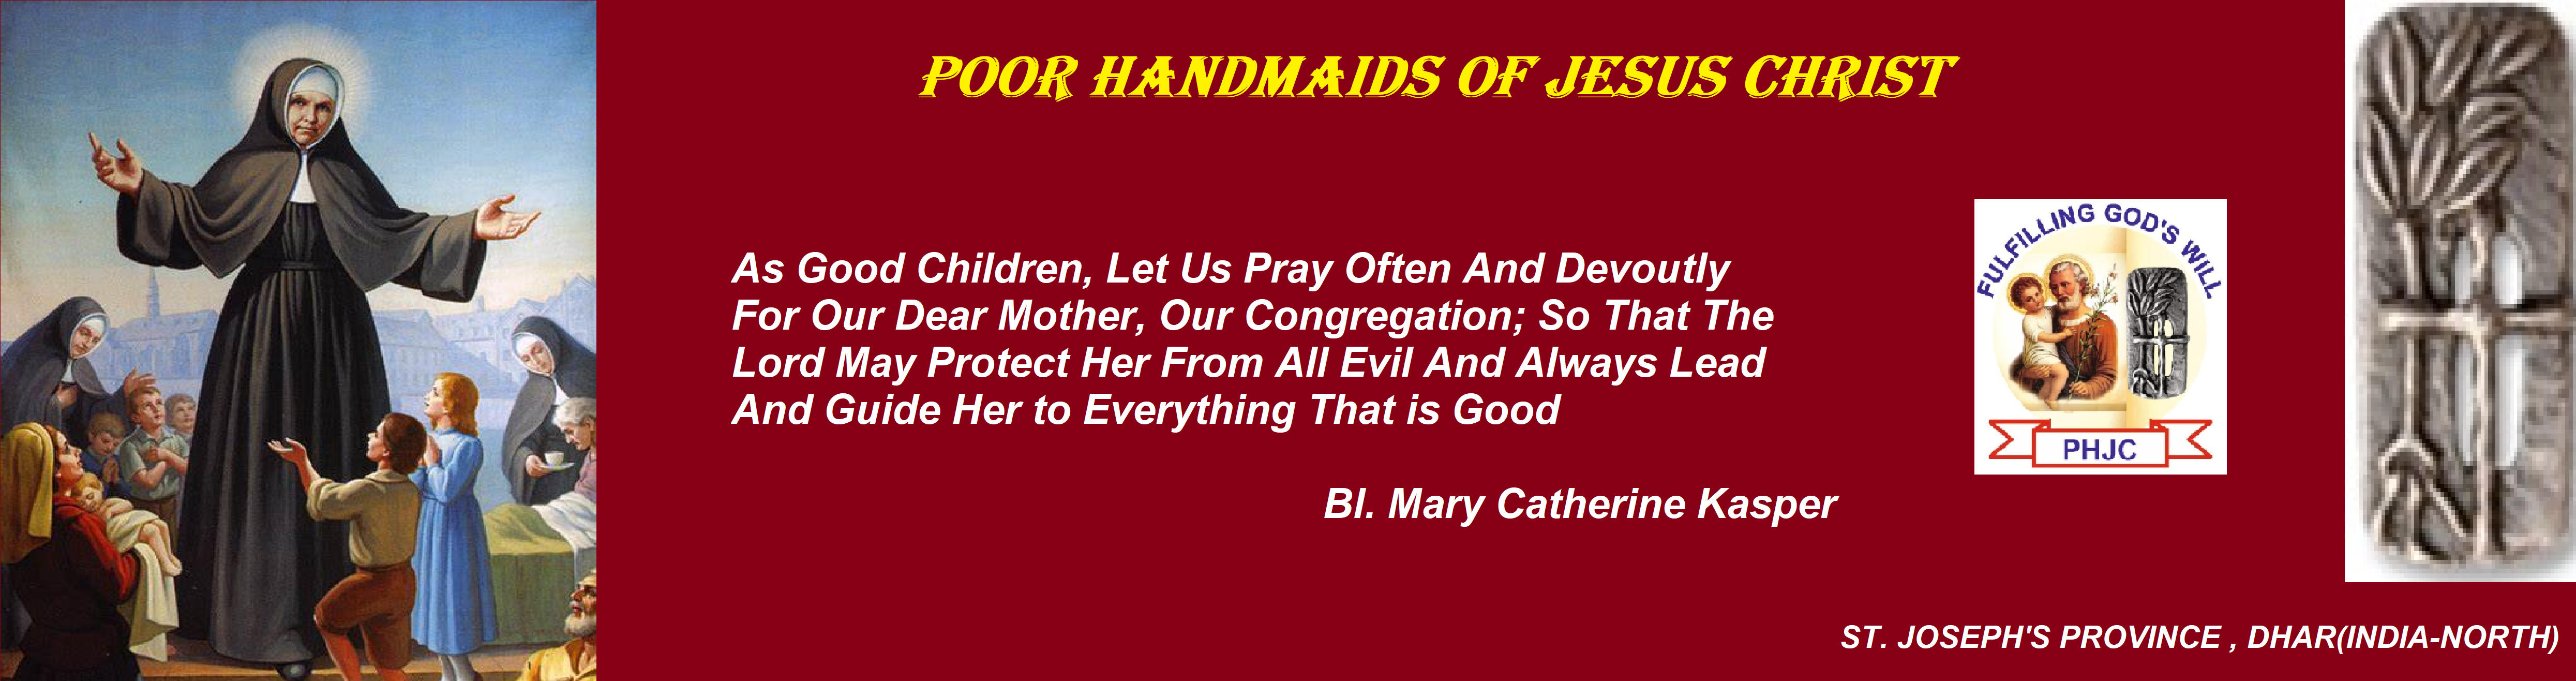 POOR HANDMAIDS OF JESUS CHRIST
As Good Children, Let Us Pray Often And Devoutly
For Our Dear Mother, Our Congregation; So That The
Lord May Protect Her From All Evil And Always Lead
And Guide Her to Everything That is Good
Bl. Mary Catherine Kasper
FULFILLING GOD'S WILL
PHJC
ST. JOSEPH'S PROVINCE , DHAR(INDIA-NORTH)